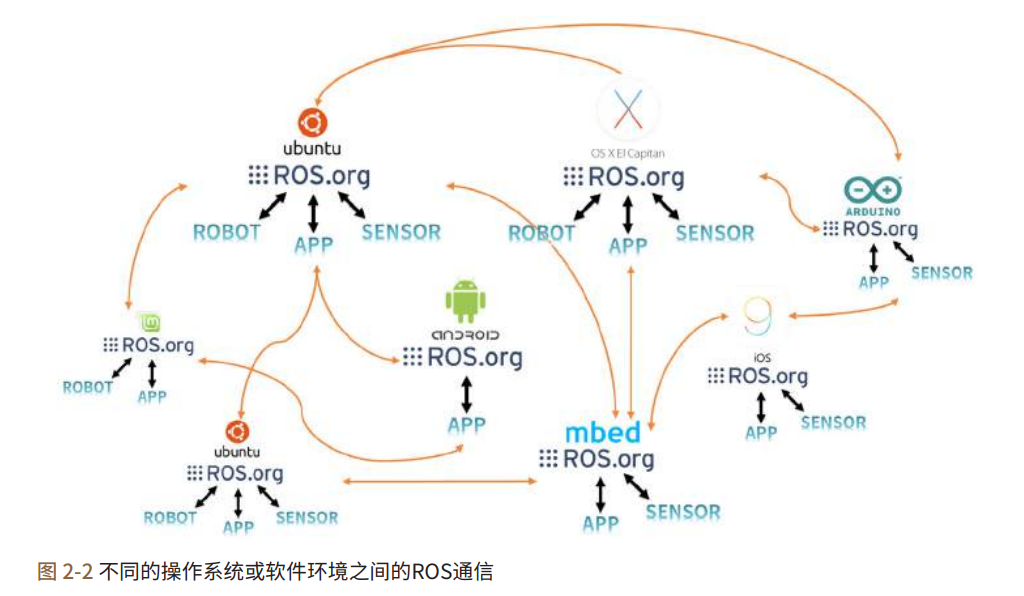 ubuntu
ROS.org
ROBOT
APP
SENSOR
OS X El Capitan
ROS.org
ROBOT
APP
SENSOR
ARDUINO
ROS.org
APP
SENSOR
ROS.org
ROBOT
APP
android
ROS.org
APP
9
iOS
ROS.org
APP
SENSOR
ubuntu
ROS.org
ROBOT
APP
SENSOR
mbed
ROS.org
APP
SENSOR
图 2-2 不同的操作系统或软件环境之间的ROS通信